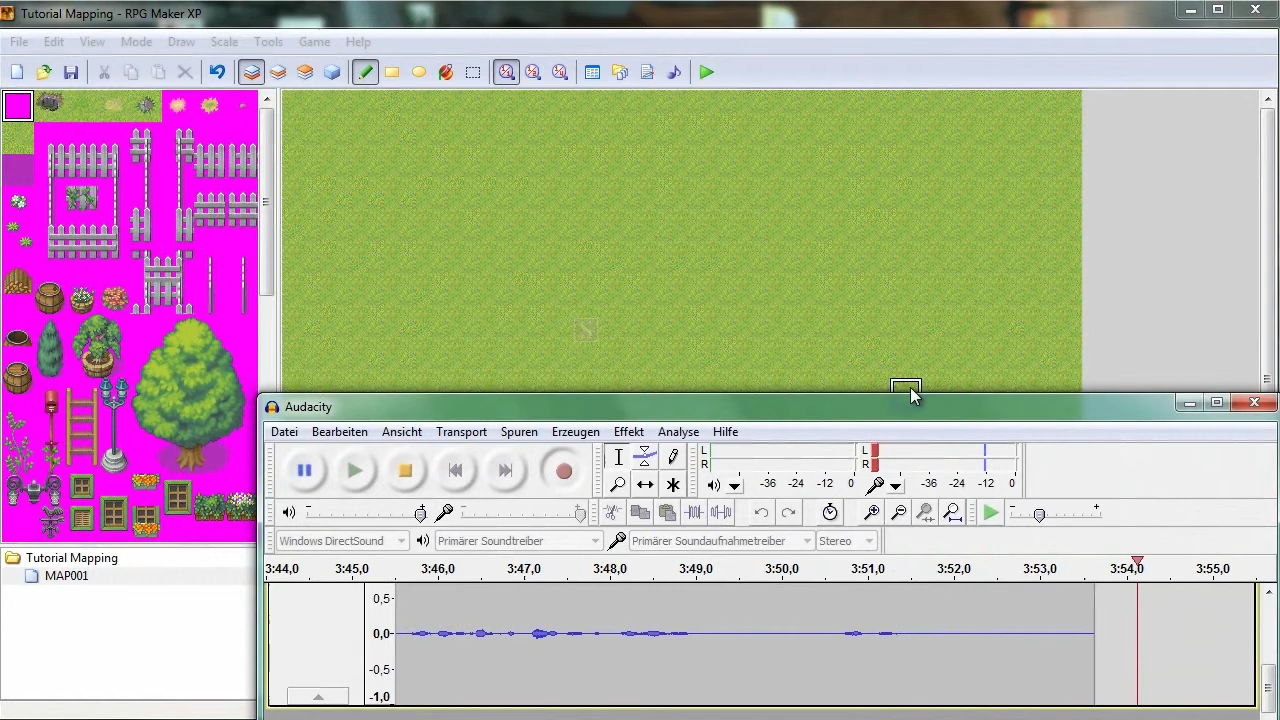 Tutorial Mapping - RPG Maker XP
File Edit View Mode Draw Scale Tools Game Help
S
Tutorial Mapping
MAP001
Audacity
Datei Bearbeiten Ansicht Transport Spuren Erzeugen Effekt Analyse Hilfe
L
R
-36 -24 -12 0
L
R
-36 -24 -12 0
Windows DirectSound
Primärer Soundtreiber
Primärer Soundaufnahmetreiber
Stereo
3:44,0 3:45,0 3:46,0 3:47,0 3:48,0 3:49,0 3:50,0 3:51,0 3:52,0 3:53,0 3:54,0 3:55,0
0,5-
0,0-
-0,5-
-1,0